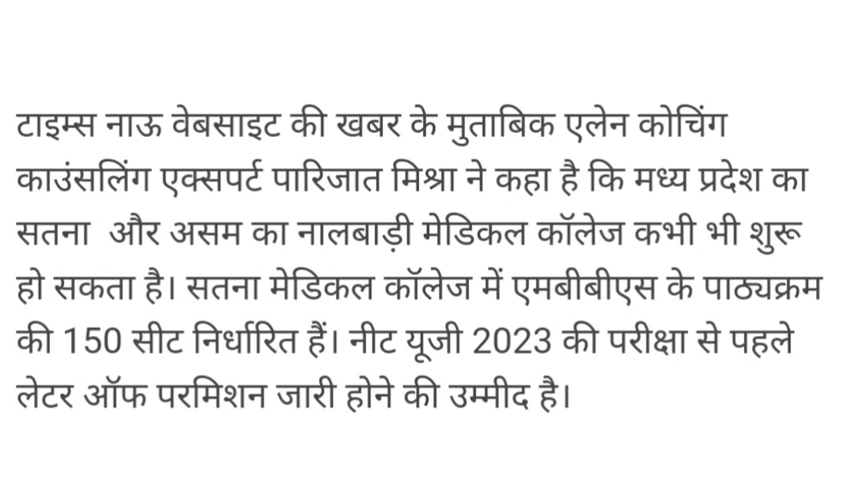 टाइम्स नाऊ वेबसाइट की खबर के मुताबिक एलेन कोचिंग
काउंसलिंग एक्सपर्ट पारिजात मिश्रा ने कहा है कि मध्य प्रदेश का
सतना और असम का नालबाड़ी मेडिकल कॉलेज कभी भी शुरू
हो सकता है। सतना मेडिकल कॉलेज में एमबीबीएस के पाठ्यक्रम
की 150 सीट निर्धारित हैं। नीट यूजी 2023 की परीक्षा से पहले
लेटर ऑफ परमिशन जारी होने की उम्मीद है।